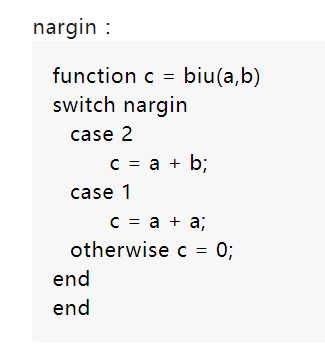 nargin :
function c = biu(a,b)
switch nargin
case 2
c = a + b;
case 1
c = a + a;
otherwise c = 0;
end
end